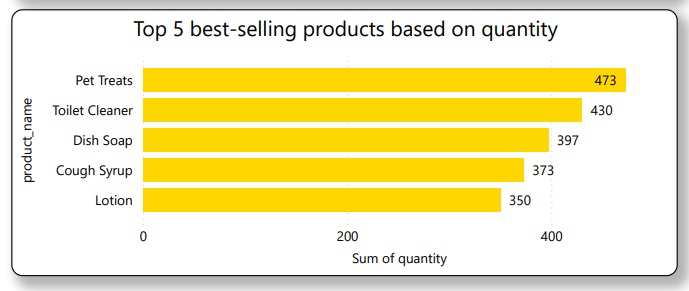 Top 5 best-selling products based on quantity
product_name
Pet Treats 473
Toilet Cleaner 430
Dish Soap 397
Cough Syrup 373
Lotion 350
0 200 400
Sum of quantity